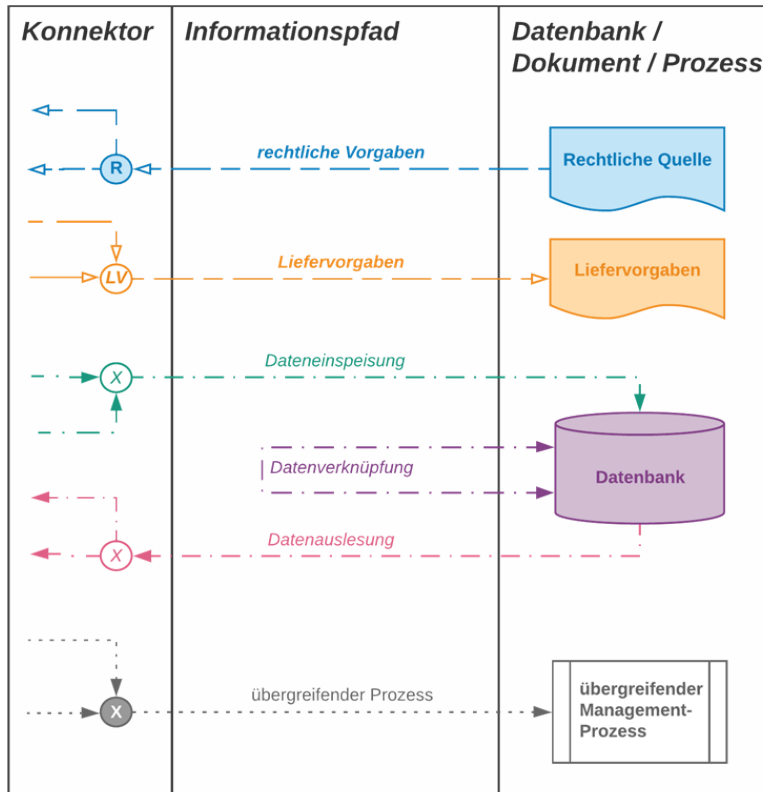 Konnektor
Informationspfad
Datenbank /
Dokument / Prozess
R
rechtliche Vorgaben
Rechtliche Quelle
LV
Liefervorgaben
Liefervorgaben
X
Dateneinspeisung
Datenverknüpfung
Datenbank
X
Datenauslesung
X
übergreifender Prozess
übergreifender
Management-
Prozess